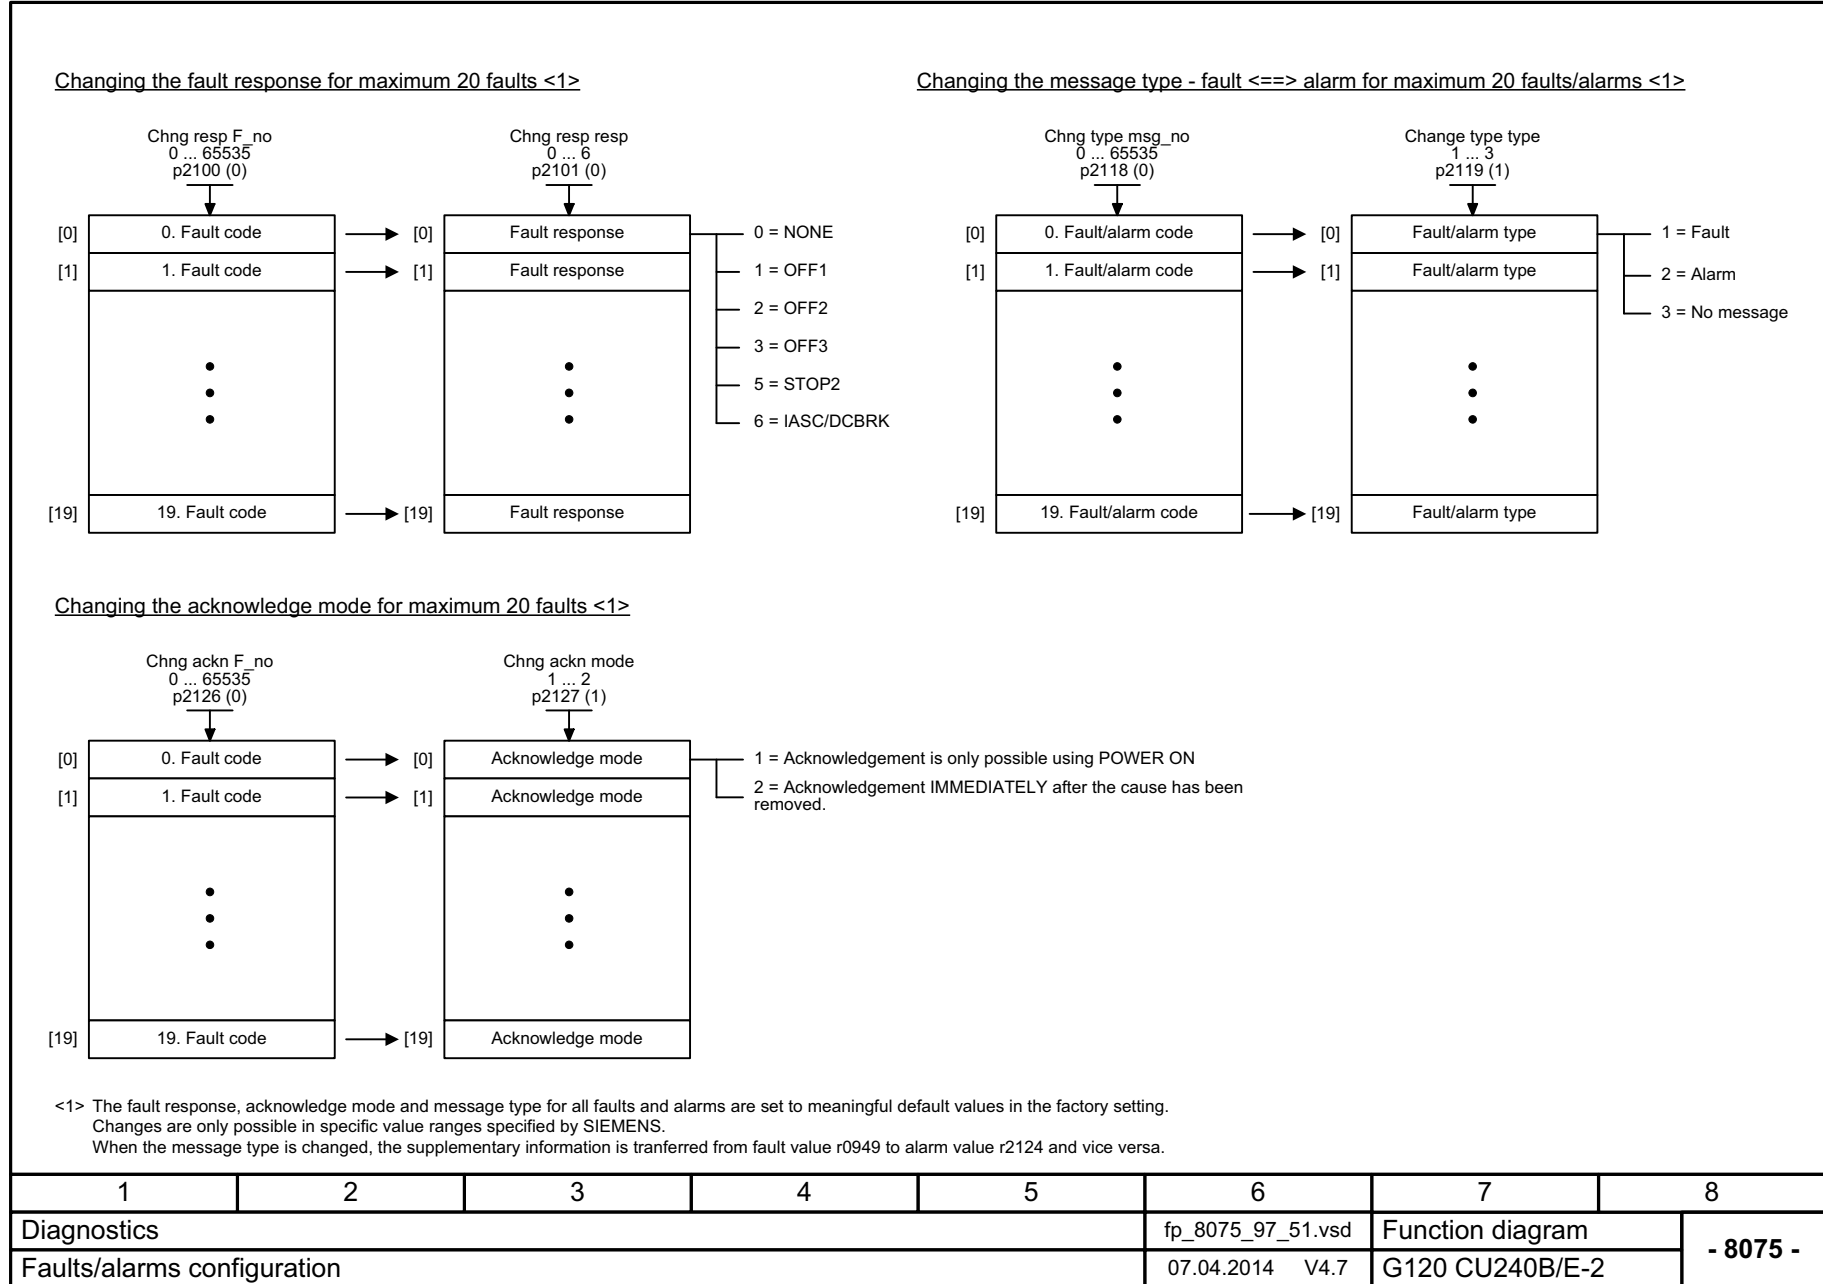 Changing the fault response for maximum 20 faults <1>
Chng resp F_no
0 ... 65535
p2100 (0)
Chng resp resp
0 ... 6
p2101 (0)
[0] 0. Fault code [0] Fault response 0 = NONE
[1] 1. Fault code [1] Fault response 1 = OFF1
2 = OFF2
3 = OFF3
5 = STOP2
6 = IASC/DCBRK
[19] 19. Fault code [19] Fault response
Changing the message type - fault <==> alarm for maximum 20 faults/alarms <1>
Chng type msg_no
0 ... 65535
p2118 (0)
Change type type
1 ... 3
p2119 (1)
[0] 0. Fault/alarm code [0] Fault/alarm type 1 = Fault
[1] 1. Fault/alarm code [1] Fault/alarm type 2 = Alarm
3 = No message
[19] 19. Fault/alarm code [19] Fault/alarm type
Changing the acknowledge mode for maximum 20 faults <1>
Chng ackn F_no
0 ... 65535
p2126 (0)
Chng ackn mode
1 ... 2
p2127 (1)
[0] 0. Fault code [0] Acknowledge mode 1 = Acknowledgement is only possible using POWER ON
[1] 1. Fault code [1] Acknowledge mode 2 = Acknowledgement IMMEDIATELY after the cause has been
removed.
[19] 19. Fault code [19] Acknowledge mode
<1> The fault response, acknowledge mode and message type for all faults and alarms are set to meaningful default values in the factory setting.
Changes are only possible in specific value ranges specified by SIEMENS.
When the message type is changed, the supplementary information is tranferred from fault value r0949 to alarm value r2124 and vice versa.
1 2 3 4 5 6 7 8
Diagnostics fp_8075_97_51.vsd Function diagram - 8075 -
Faults/alarms configuration 07.04.2014 V4.7 G120 CU240B/E-2